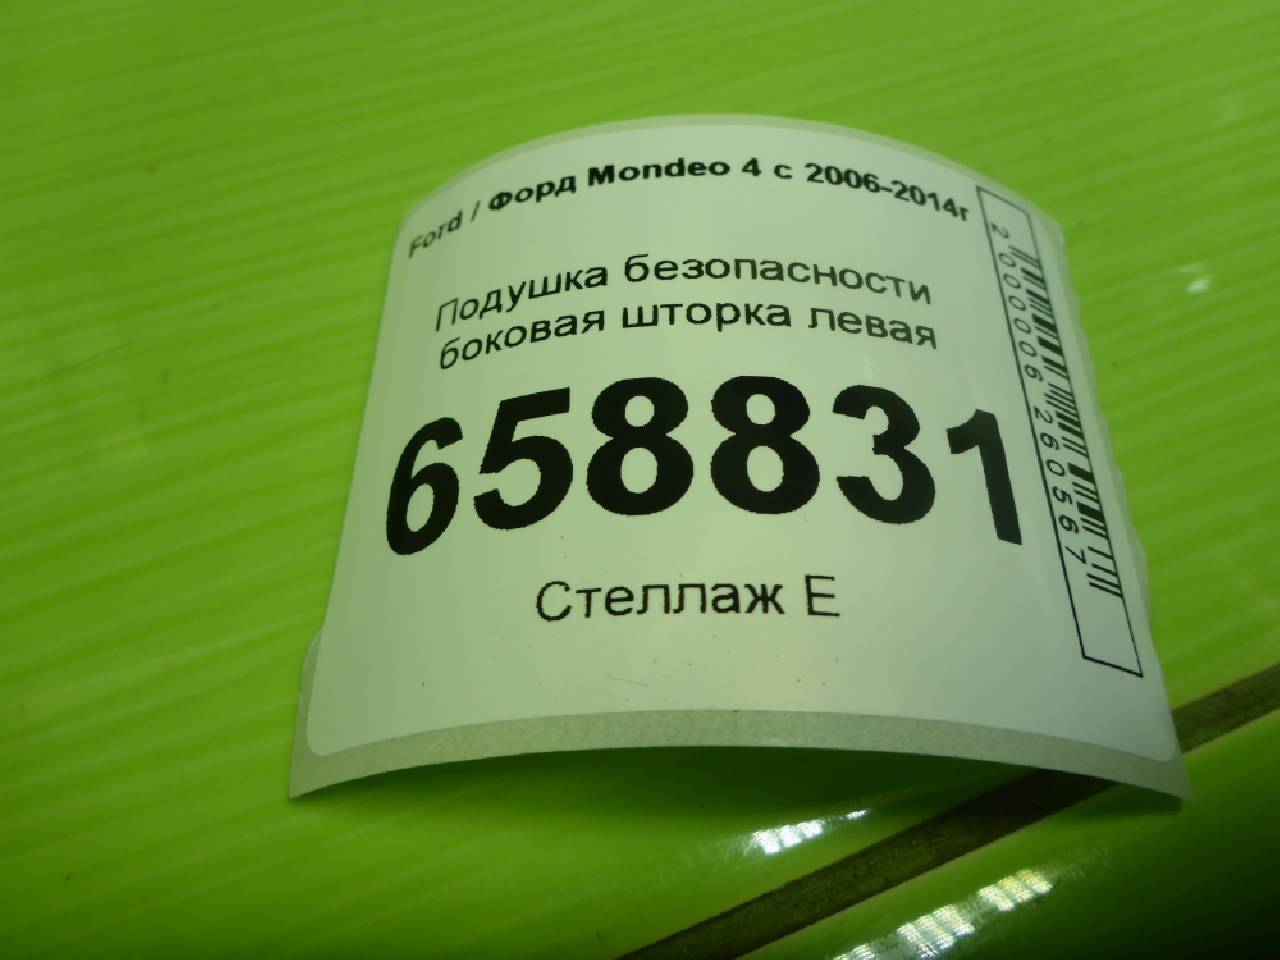 Ford / Форд Mondeo 4 с 2006-2014г
Подушка безопасности
боковая шторка левая
658831
Стеллаж Е
2000006260567